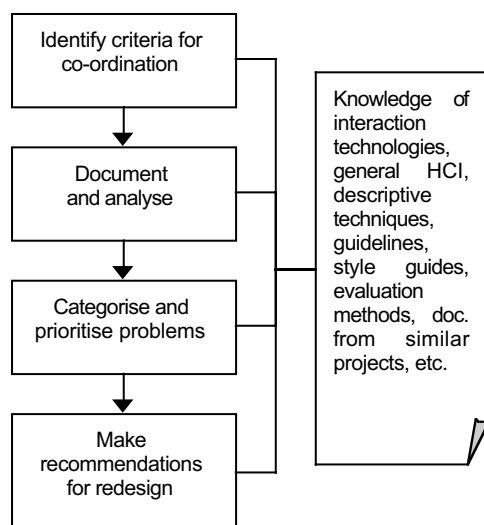 Identify criteria for
co-ordination
Document
and analyse
Categorise and
prioritise problems
Make
recommendations
for redesign
Knowledge of
interaction
technologies,
general HCI,
descriptive
techniques,
guidelines,
style guides,
evaluation
methods, doc.
from similar
projects, etc.